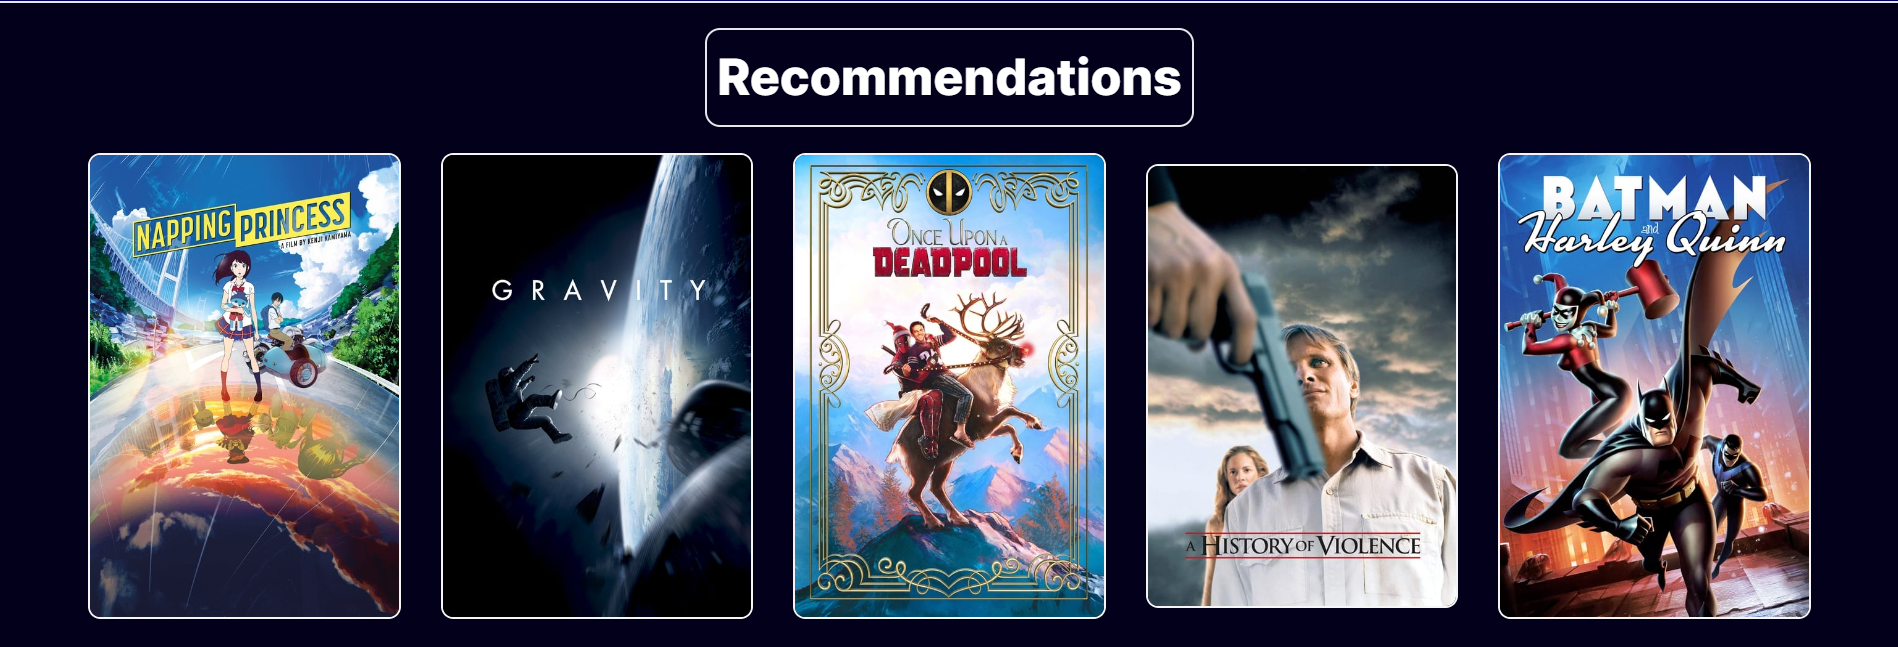 Recommendations
NAPPING PRINCESS
A FILM BY KENJI KAMIYAMA
GRAVITY
ONCE UPON A
DEADPOOL
A HISTORY OF VIOLENCE
BATMAN
and
Harley Quinn